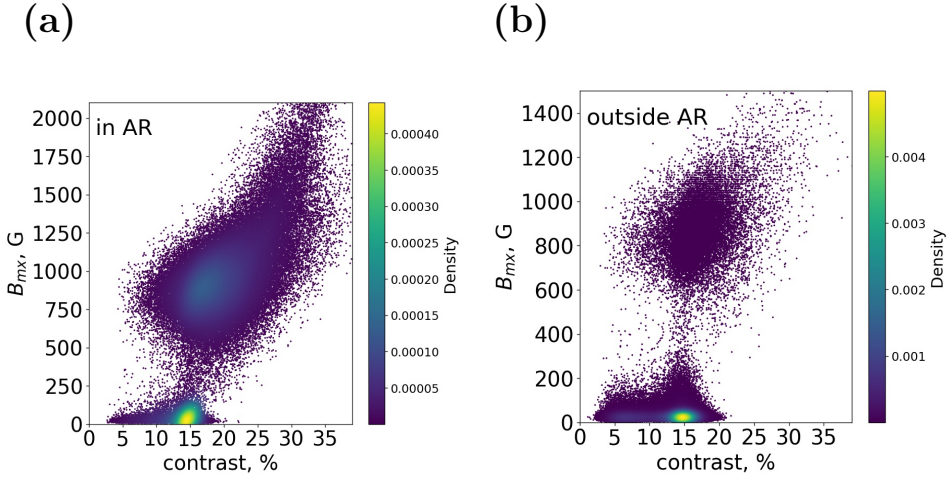 (a)
(b)
in AR
B_mx, G
2000
1750
1500
1250
1000
750
500
250
0
0 5 10 15 20 25 30 35
contrast, %
0.00040
0.00035
0.00030
0.00025
0.00020
0.00015
0.00010
0.00005
Density
outside AR
B_mx, G
1400
1200
1000
800
600
400
200
0
0 5 10 15 20 25 30 35
contrast, %
0.004
0.003
0.002
0.001
Density